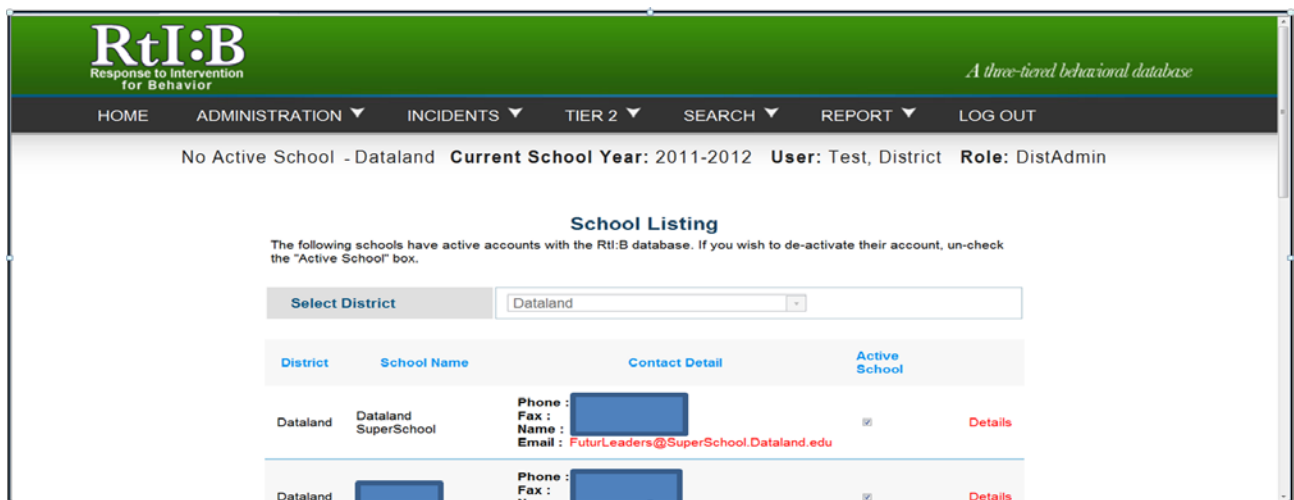 RtI:B
Response to Intervention
for Behavior
A three-tiered behavioral database
HOME ADMINISTRATION INCIDENTS TIER 2 SEARCH REPORT LOG OUT
No Active School - Dataland Current School Year: 2011-2012 User: Test, District Role: DistAdmin
School Listing
The following schools have active accounts with the RtI:B database. If you wish to de-activate their account, un-check
the "Active School" box.
Select District Dataland
District School Name Contact Detail Active School
Dataland Dataland SuperSchool
Phone :
Fax :
Name :
Email : FuturLeaders@SuperSchool.Dataland.edu
Details
Dataland
Phone :
Fax :
Details